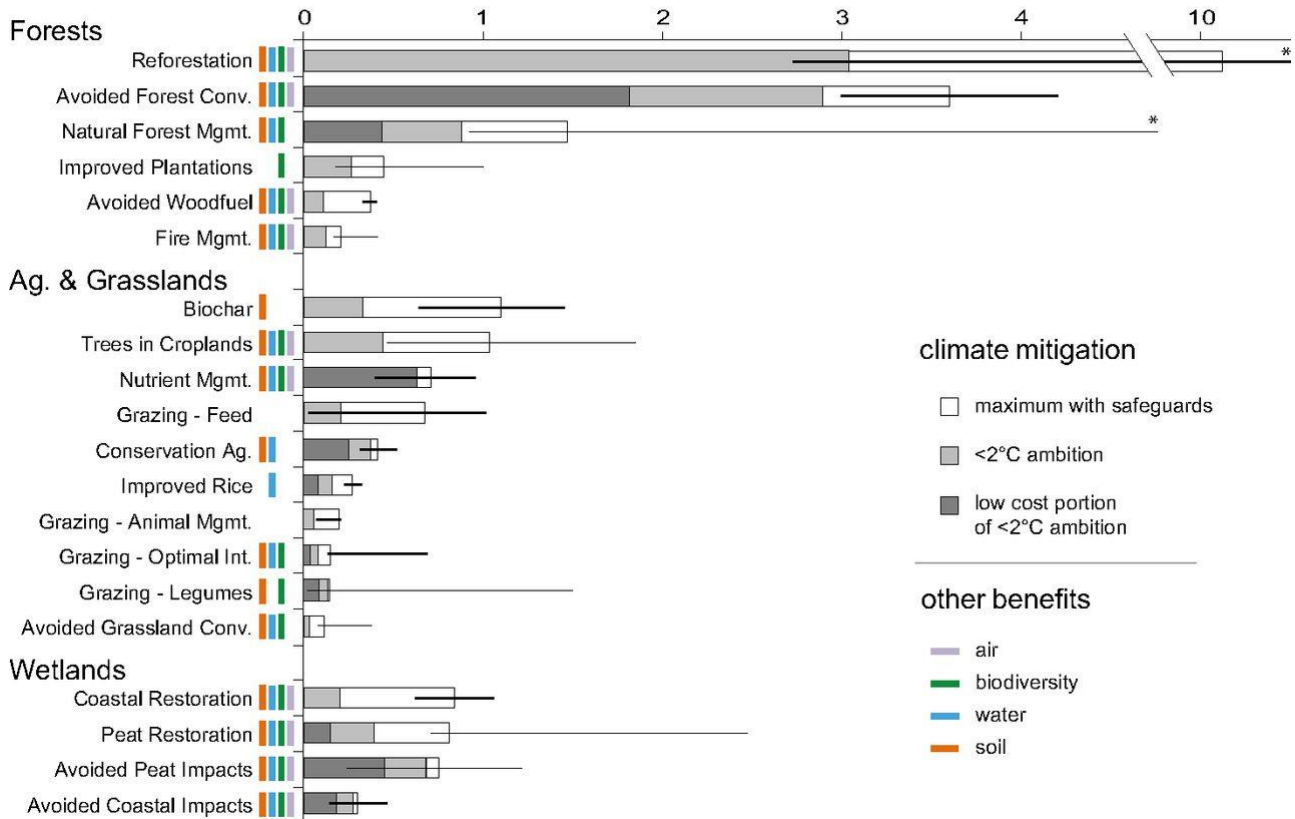 0 1 2 3 4 10
Forests
Reforestation *
Avoided Forest Conv.
Natural Forest Mgmt. *
Improved Plantations
Avoided Woodfuel
Fire Mgmt.
Ag. & Grasslands
Biochar
Trees in Croplands
Nutrient Mgmt.
Grazing - Feed
Conservation Ag.
Improved Rice
Grazing - Animal Mgmt.
Grazing - Optimal Int.
Grazing - Legumes
Avoided Grassland Conv.
Wetlands
Coastal Restoration
Peat Restoration
Avoided Peat Impacts
Avoided Coastal Impacts
climate mitigation
maximum with safeguards
<2°C ambition
low cost portion
of <2°C ambition
other benefits
air
biodiversity
water
soil